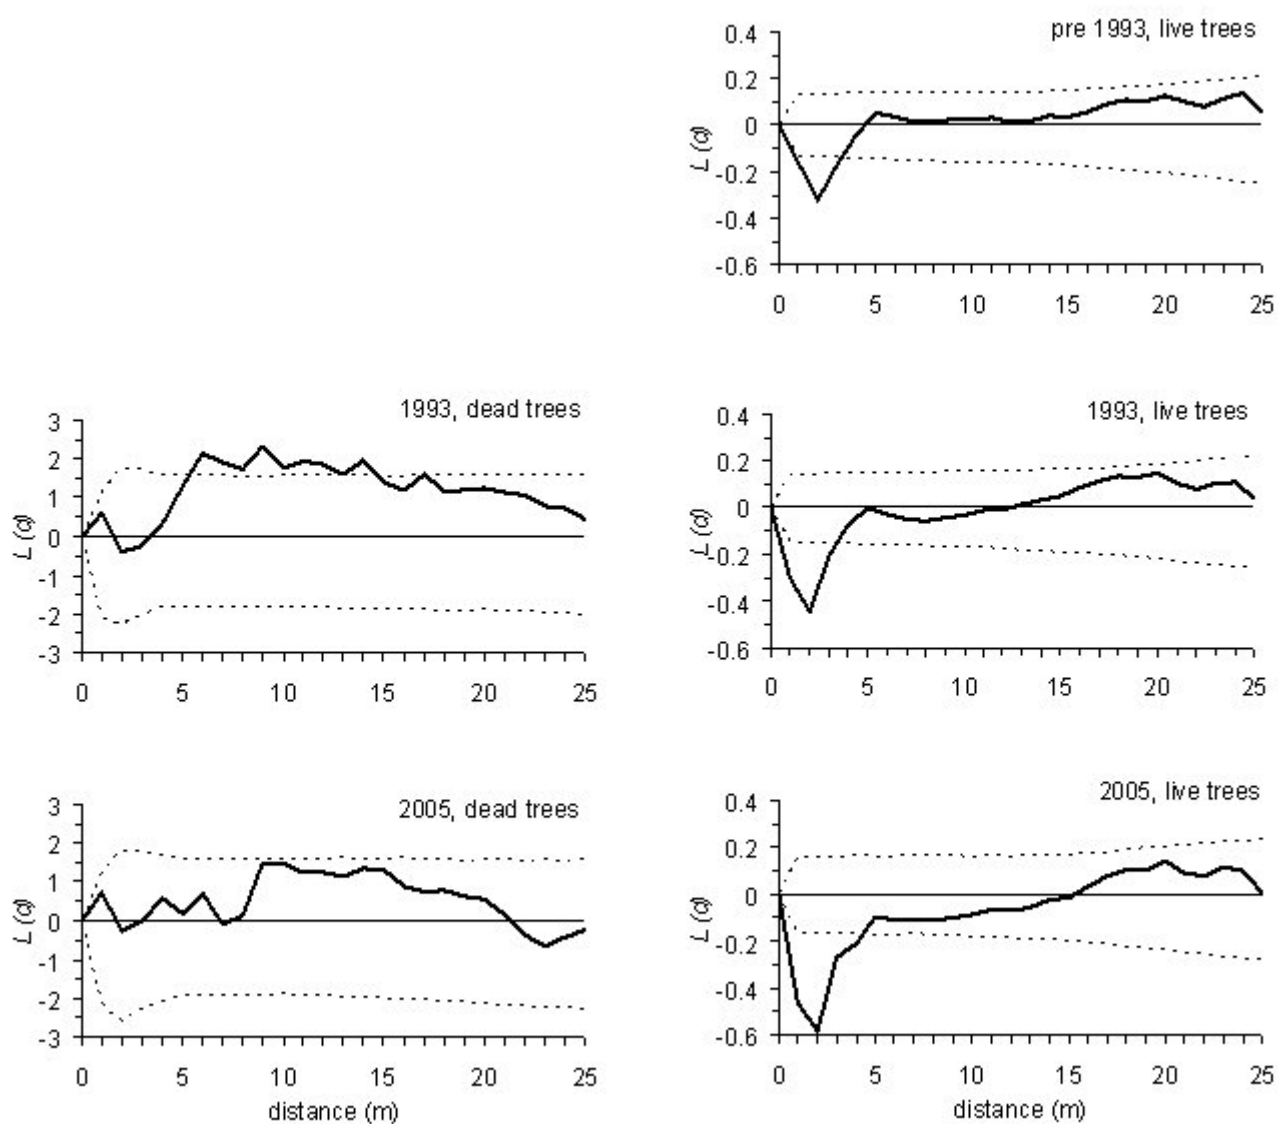 pre 1993, live trees
0.4
0.2
0
-0.2
-0.4
-0.6
L (d)
0 5 10 15 20 25
1993, dead trees
3
2
1
0
-1
-2
-3
L (d)
0 5 10 15 20 25
1993, live trees
0.4
0.2
0
-0.2
-0.4
-0.6
L (d)
0 5 10 15 20 25
2005, dead trees
3
2
1
0
-1
-2
-3
L (d)
0 5 10 15 20 25
distance (m)
2005, live trees
0.4
0.2
0
-0.2
-0.4
-0.6
L (d)
0 5 10 15 20 25
distance (m)